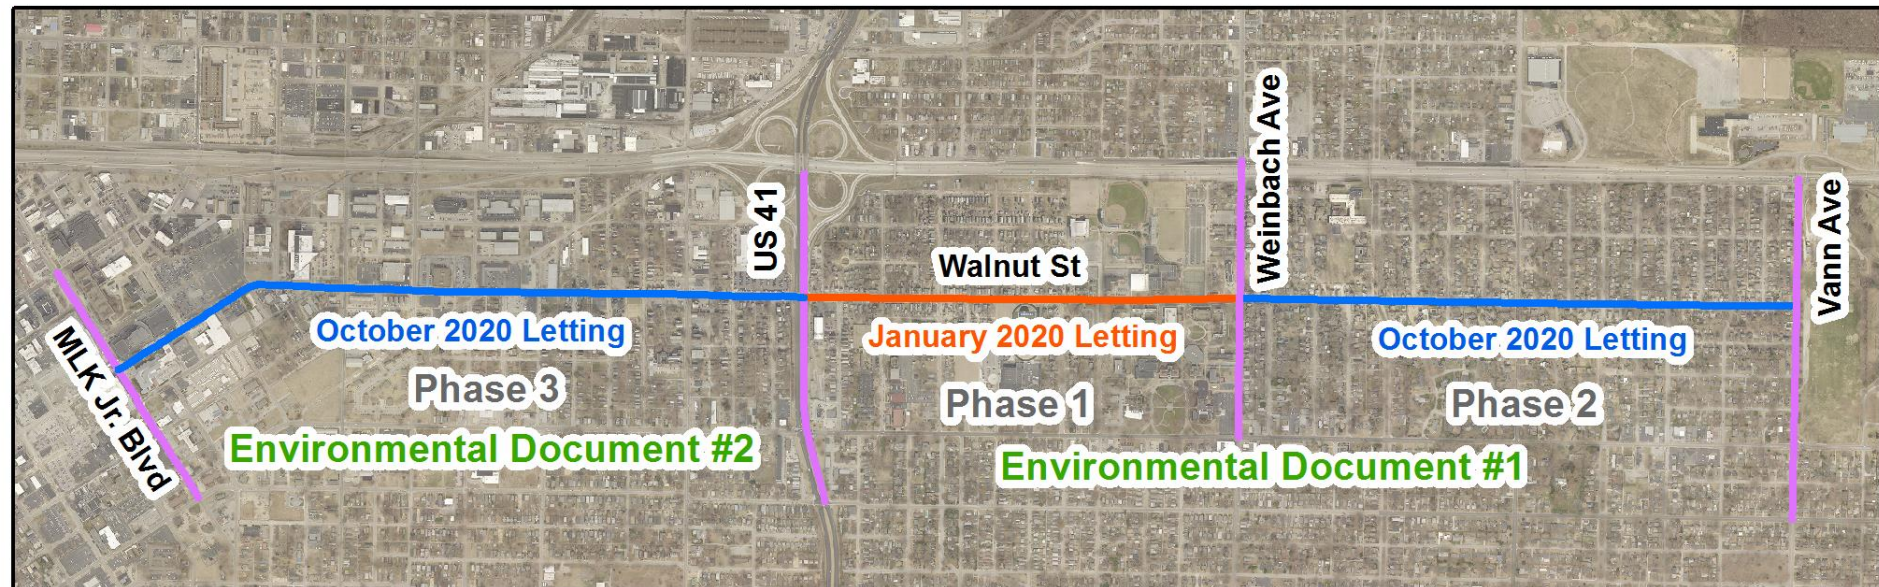 US 41
Walnut St
Weinbach Ave
Vann Ave
MLK Jr. Blvd
October 2020 Letting
January 2020 Letting
October 2020 Letting
Phase 3
Phase 1
Phase 2
Environmental Document #2
Environmental Document #1